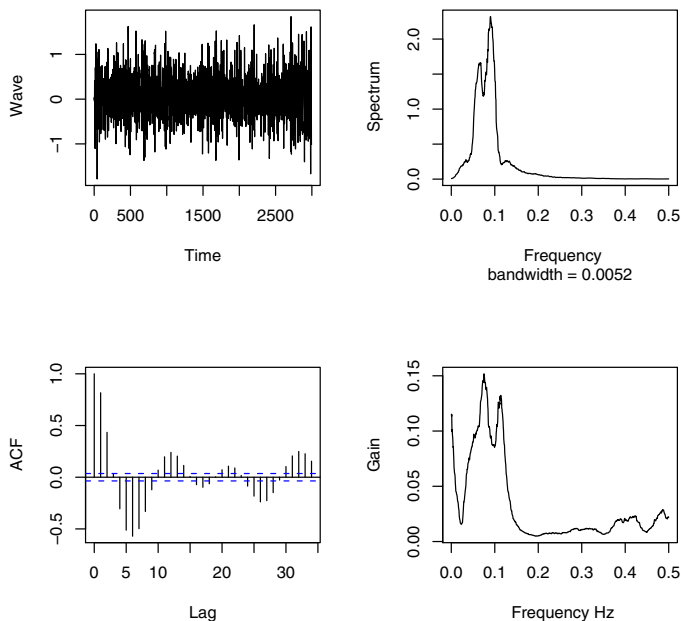 Wave
1
0
−1
0 500 1500 2500
Time
Spectrum
2.0
1.0
0.0
0.0 0.1 0.2 0.3 0.4 0.5
Frequency
bandwidth = 0.0052
ACF
1.0
0.5
0.0
−0.5
0 5 10 20 30
Lag
Gain
0.15
0.10
0.05
0.00
0.0 0.1 0.2 0.3 0.4 0.5
Frequency Hz